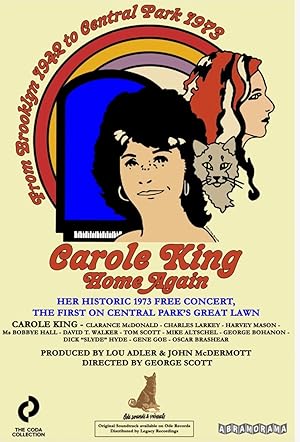 From Brooklyn 1942 to Central Park 1973
Carole King
Home Again
HER HISTORIC 1973 FREE CONCERT,
THE FIRST ON CENTRAL PARK'S GREAT LAWN
CAROLE KING - CLARANCE McDONALD - CHARLES LARKEY - HARVEY MASON -
Ms BOBBYE HALL - DAVID T. WALKER - TOM SCOTT - MIKE ALTSCHEL - GEORGE BOHANON -
DICK "SLYDE" HYDE - GENE GOE - OSCAR BRASHEAR
PRODUCED BY LOU ADLER & JOHN McDERMOTT
DIRECTED BY GEORGE SCOTT
THE CODA
COLLECTION
Ode sounds & visuals
Original Soundtrack available on Ode Records
Distributed by Legacy Recordings
ABRAMORAMA